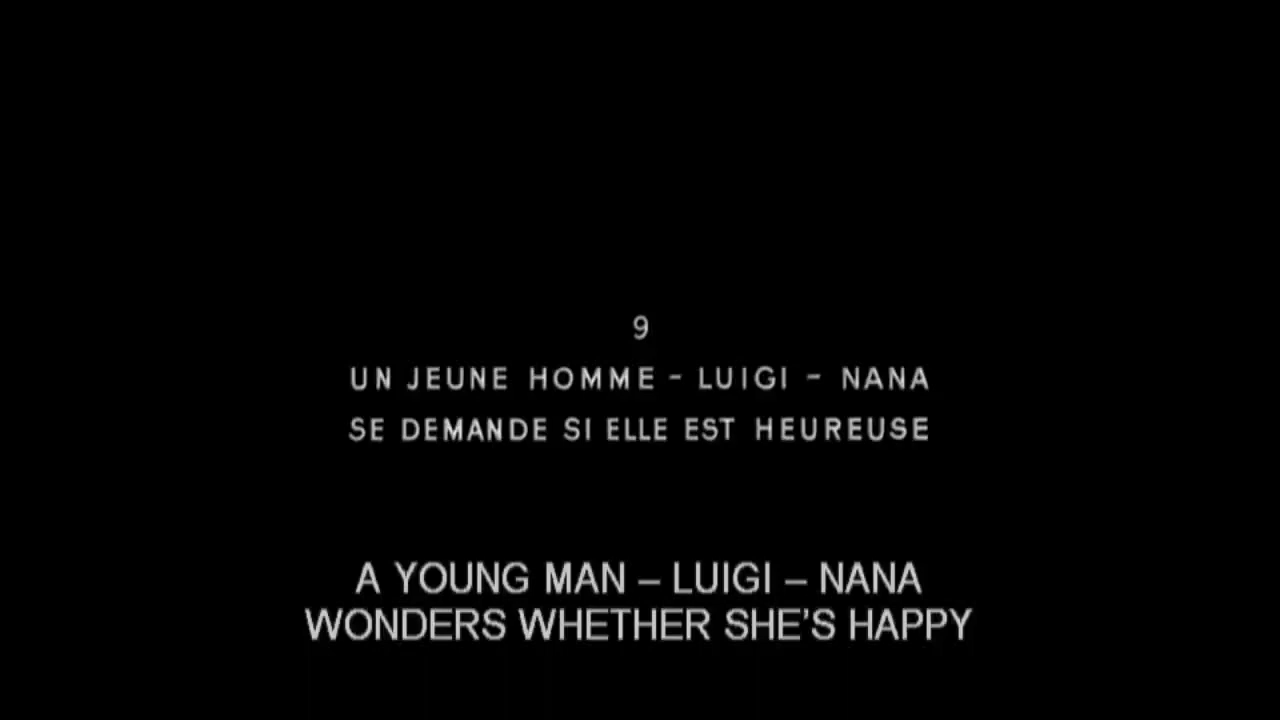 9
UN JEUNE HOMME - LUIGI - NANA
SE DEMANDE SI ELLE EST HEUREUSE
A YOUNG MAN – LUIGI – NANA
WONDERS WHETHER SHE'S HAPPY